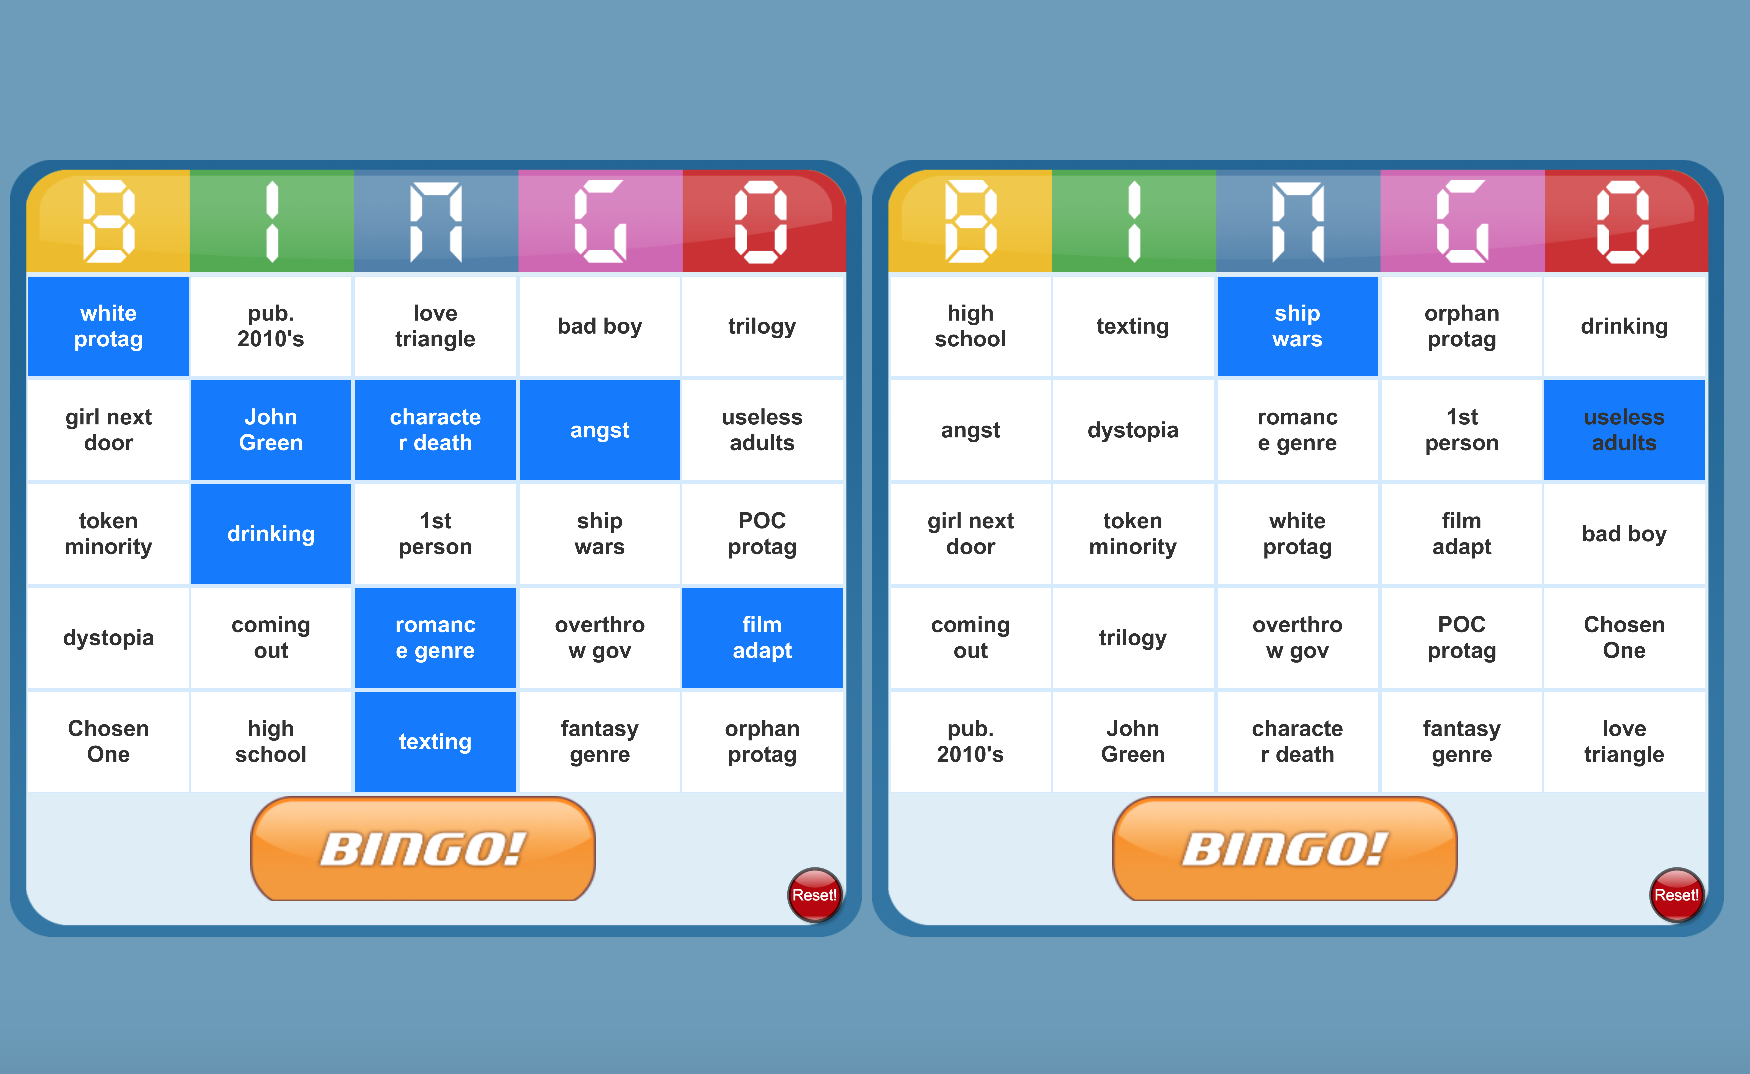 B I N G O
white
protag
pub.
2010's
love
triangle
bad boy
trilogy
girl next
door
John
Green
characte
r death
angst
useless
adults
token
minority
drinking
1st
person
ship
wars
POC
protag
dystopia
coming
out
romanc
e genre
overthro
w gov
film
adapt
Chosen
One
high
school
texting
fantasy
genre
orphan
protag
BINGO!
Reset!
B I N G O
high
school
texting
ship
wars
orphan
protag
drinking
angst
dystopia
romanc
e genre
1st
person
useless
adults
girl next
door
token
minority
white
protag
film
adapt
bad boy
coming
out
trilogy
overthro
w gov
POC
protag
Chosen
One
pub.
2010's
John
Green
characte
r death
fantasy
genre
love
triangle
BINGO!
Reset!